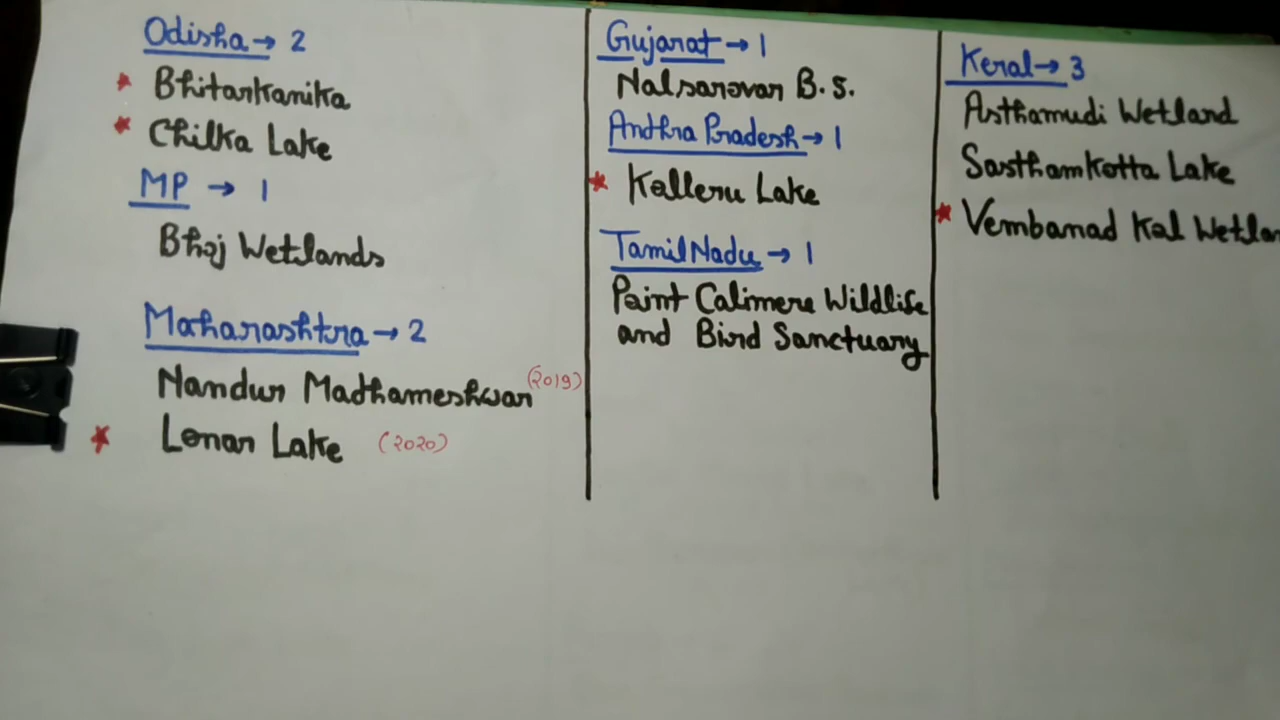 Odisha → 2
* Bhitarkanika
* Chilka Lake
MP → 1
Bhoj Wetlands
Maharashtra → 2
Nandur Madhameshwar (2019)
* Lonar Lake (2020)
Gujarat → 1
Nalsarovar B.S.
Andhra Pradesh → 1
* Kolleru Lake
Tamil Nadu → 1
Point Calimere Wildlife
and Bird Sanctuary
Keral → 3
Asthamudi Wetland
Sasthamkotta Lake
* Vembanad Kol Wetlan